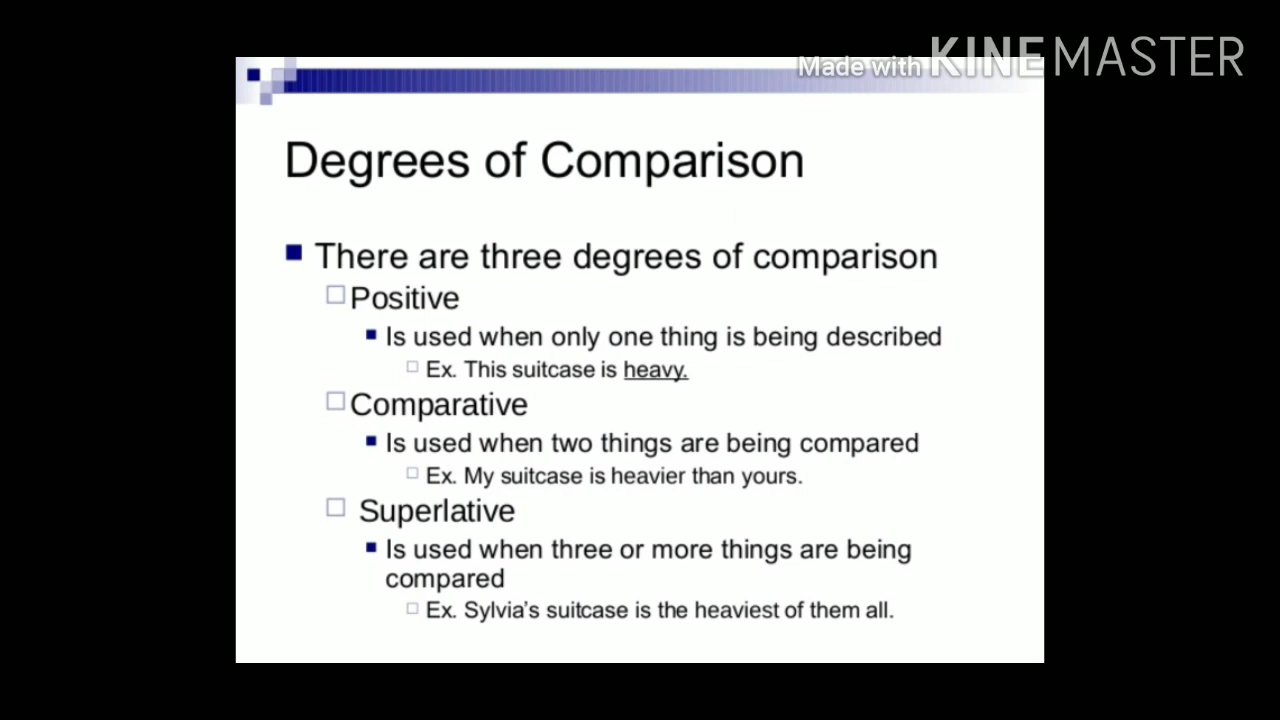 Made with KINEMASTER
Degrees of Comparison
There are three degrees of comparison
Positive
Is used when only one thing is being described
Ex. This suitcase is heavy.
Comparative
Is used when two things are being compared
Ex. My suitcase is heavier than yours.
Superlative
Is used when three or more things are being
compared
Ex. Sylvia's suitcase is the heaviest of them all.